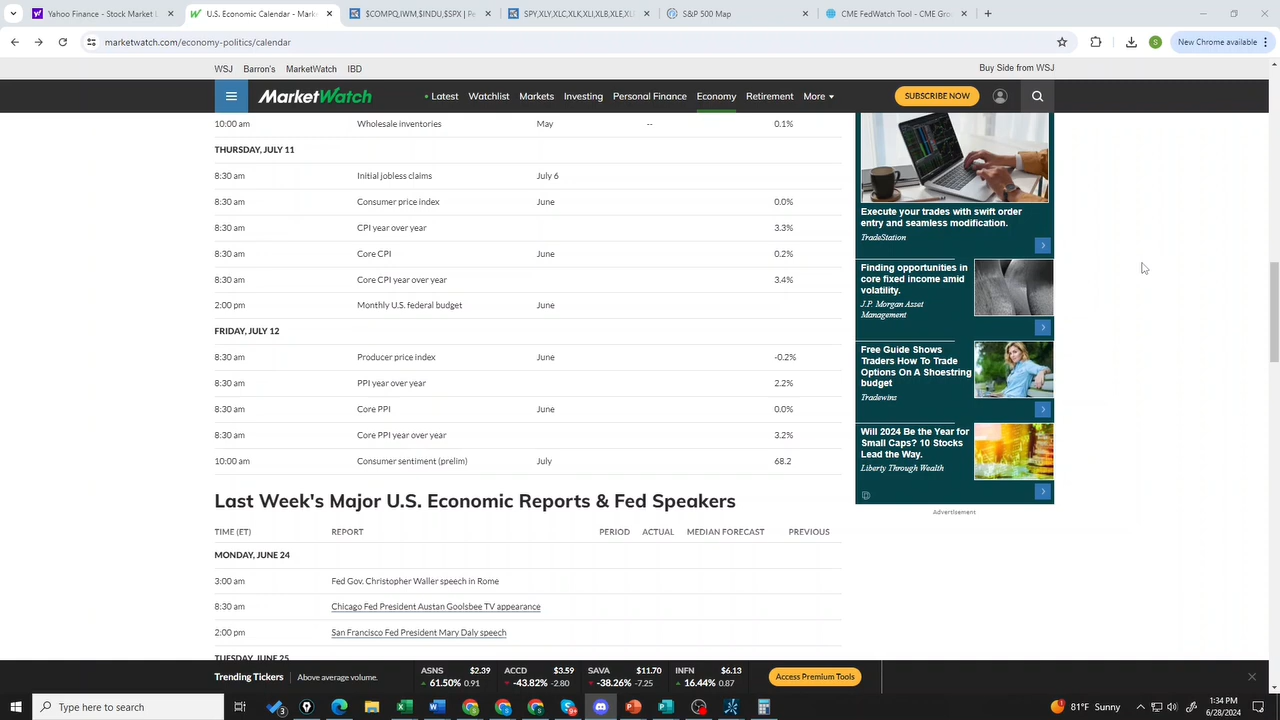 Yahoo Finance - Stock Market L
U.S. Economic Calendar - Marke
$COMPQ,IWM,$INDU,$SPX | Pe
SPY,XLY,XLC,XLK,XLI,XLB,XLE,XLF
S&P 500 Map
CME FedWatch Tool - CME Gro
marketwatch.com/economy-politics/calendar
S
New Chrome available
WSJ Barron's MarketWatch IBD
Buy Side from WSJ
MarketWatch
Latest Watchlist Markets Investing Personal Finance Economy Retirement More
SUBSCRIBE NOW
10:00 am Wholesale inventories May -- 0.1%
THURSDAY, JULY 11
8:30 am Initial jobless claims July 6
8:30 am Consumer price index June 0.0%
8:30 am CPI year over year 3.3%
8:30 am Core CPI June 0.2%
8:30 am Core CPI year over year 3.4%
2:00 pm Monthly U.S. federal budget June
FRIDAY, JULY 12
8:30 am Producer price index June -0.2%
8:30 am PPI year over year 2.2%
8:30 am Core PPI June 0.0%
8:30 am Core PPI year over year 3.2%
10:00 am Consumer sentiment (prelim) July 68.2
Last Week's Major U.S. Economic Reports & Fed Speakers
TIME (ET) REPORT PERIOD ACTUAL MEDIAN FORECAST PREVIOUS
MONDAY, JUNE 24
3:00 am Fed Gov. Christopher Waller speech in Rome
8:30 am Chicago Fed President Austan Goolsbee TV appearance
2:00 pm San Francisco Fed President Mary Daly speech
TUESDAY, JUNE 25
Execute your trades with swift order
entry and seamless modification.
TradeStation
Finding opportunities in
core fixed income amid
volatility.
J.P. Morgan Asset
Management
Free Guide Shows
Traders How To Trade
Options On A Shoestring
budget
Tradewins
Will 2024 Be the Year for
Small Caps? 10 Stocks
Lead the Way.
Liberty Through Wealth
Advertisement
Trending Tickers Above average volume.
ASNS $2.39
61.50% 0.91
ACCD $3.59
-43.82% -2.80
SAVA $11.70
-38.26% -7.25
INFN $6.13
16.44% 0.87
Access Premium Tools
Type here to search
3
81°F Sunny
1:34 PM
6/28/2024